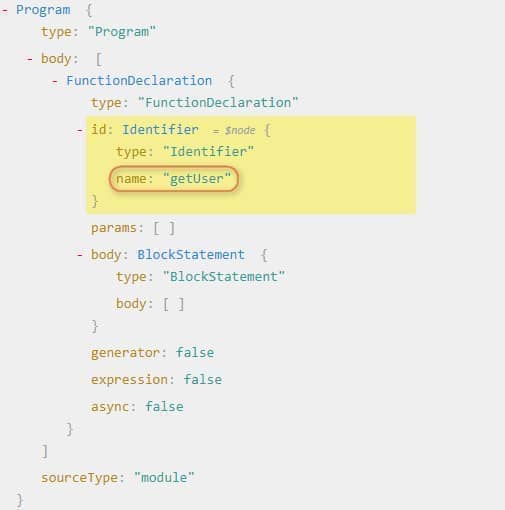 - Program {
type: "Program"
- body: [
- FunctionDeclaration {
type: "FunctionDeclaration"
- id: Identifier = $node {
type: "Identifier"
name: "getUser"
}
params: [ ]
- body: BlockStatement {
type: "BlockStatement"
body: [ ]
}
generator: false
expression: false
async: false
}
]
sourceType: "module"
}